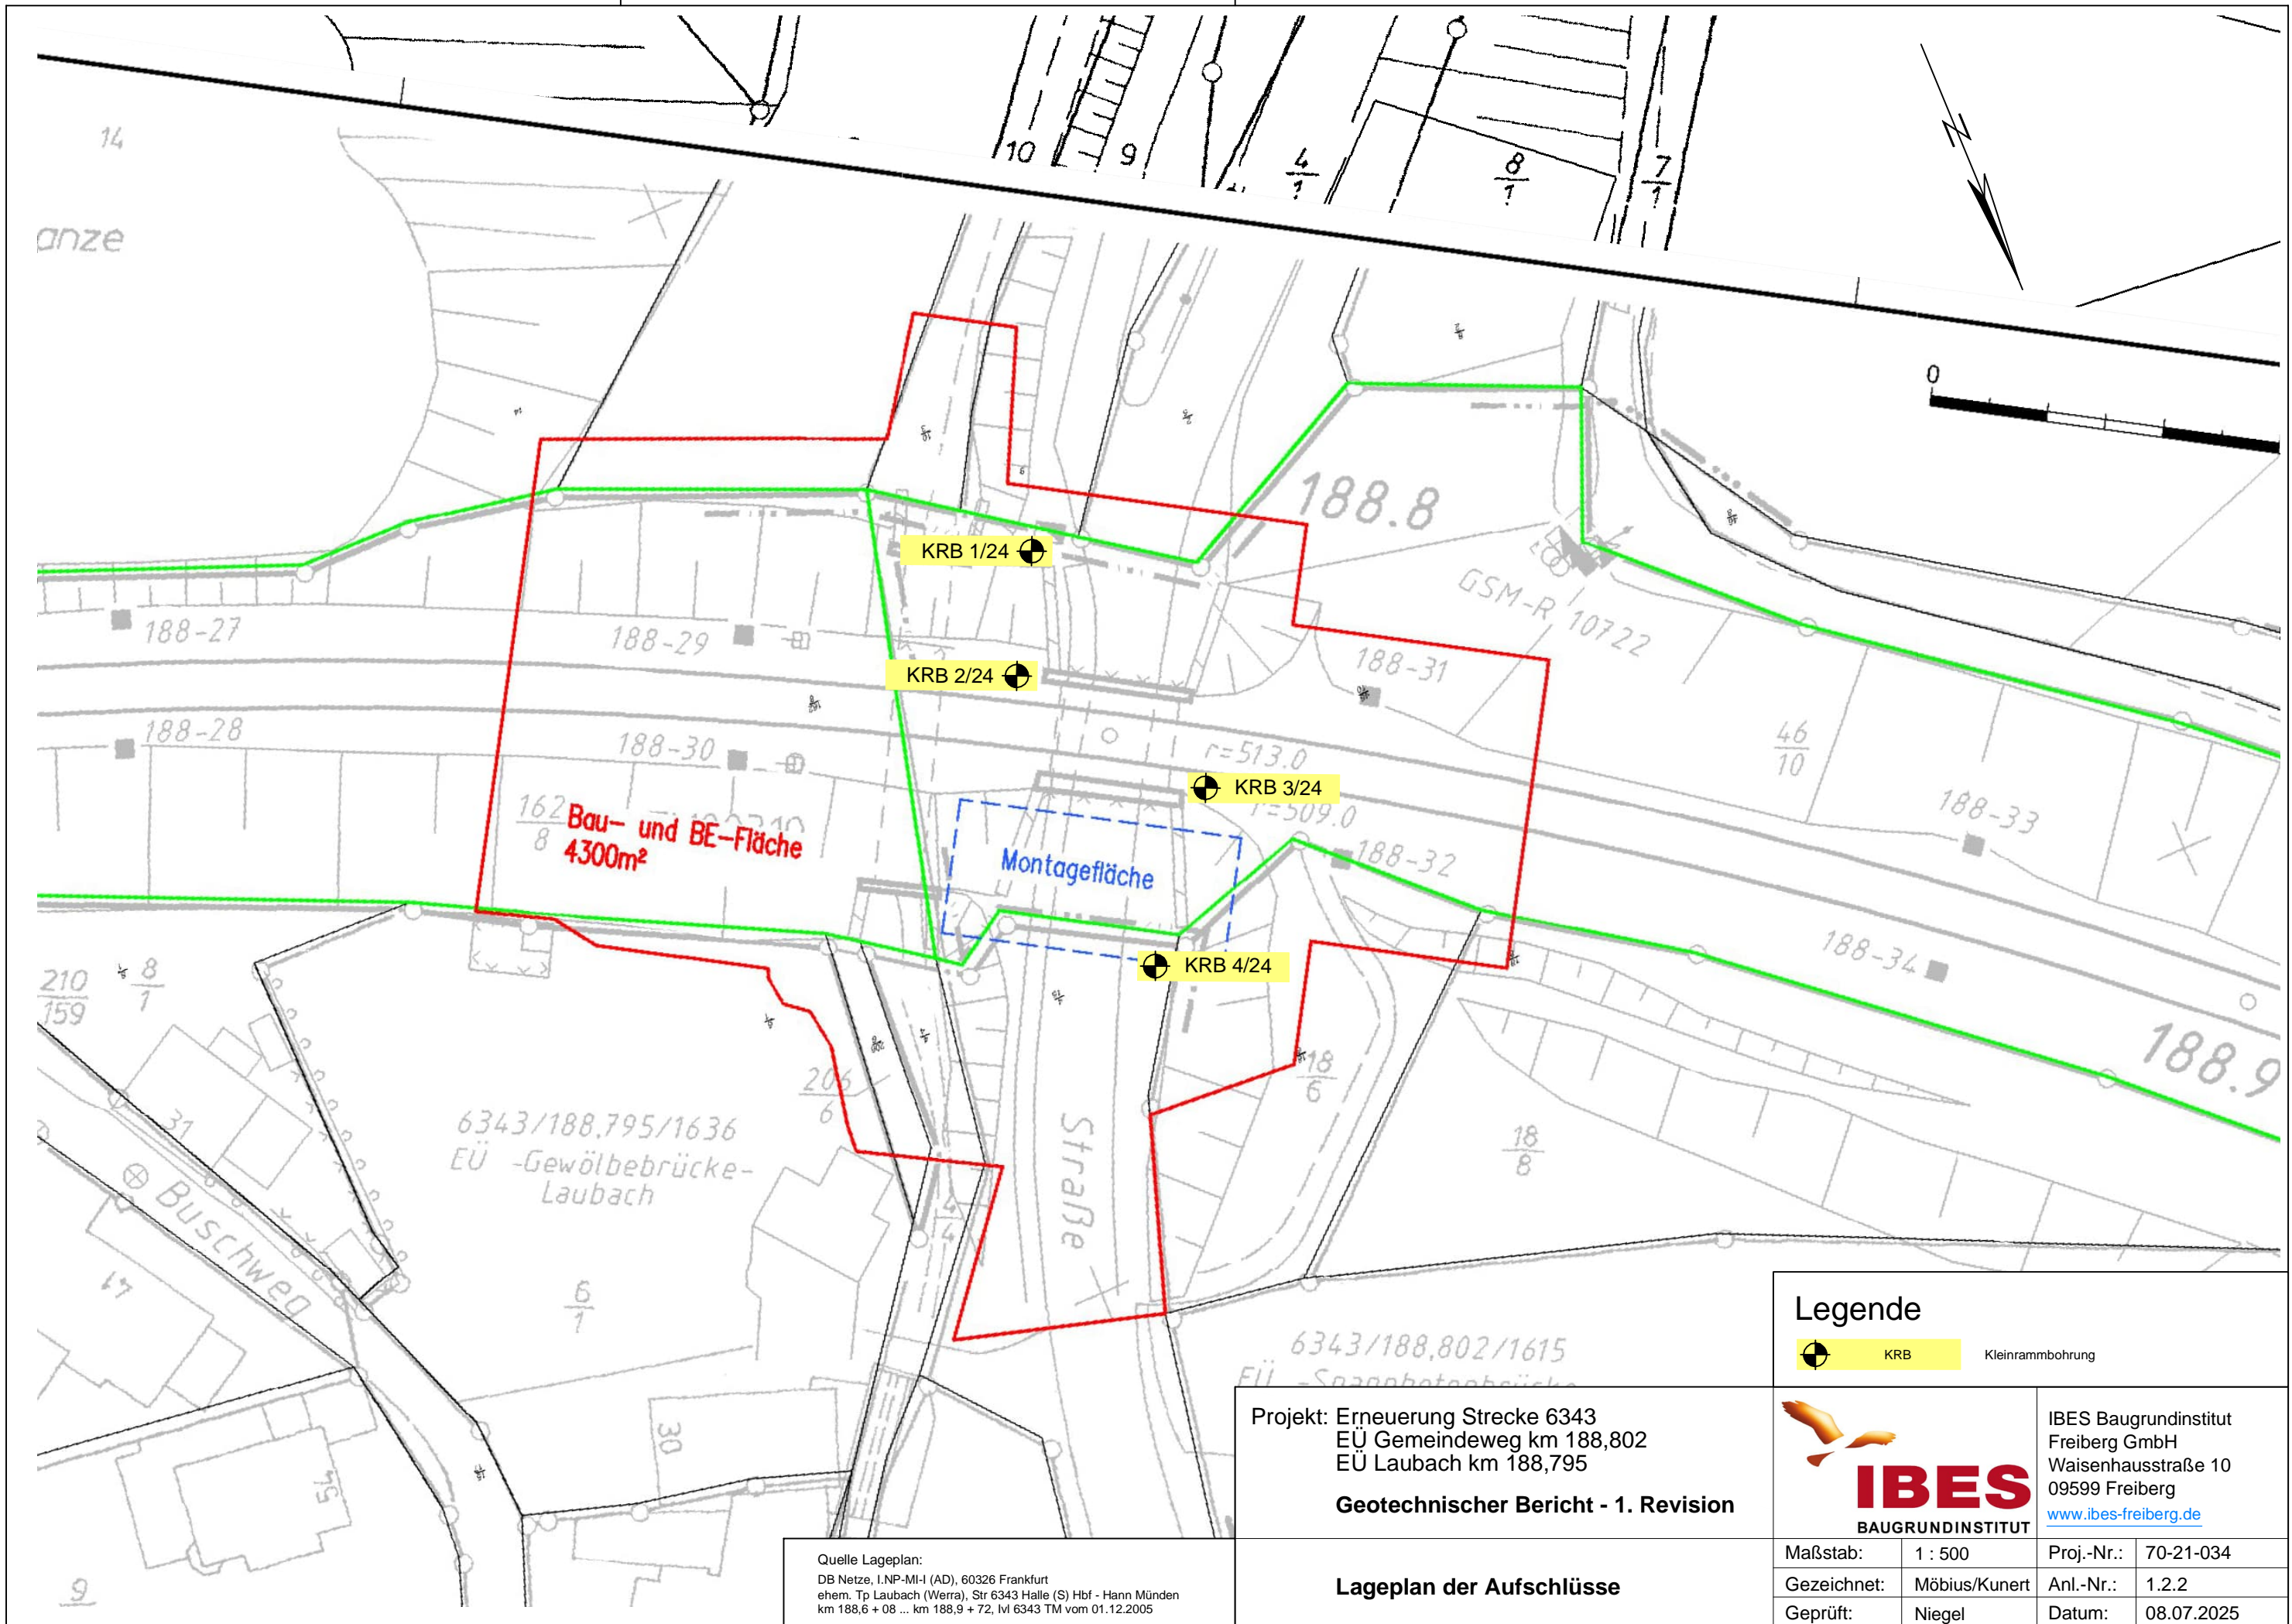 14
anze
10
9
4
1
8
1
7
1
N
0
188.8
KRB 1/24
GSM-R 10722
188-27
188-29
KRB 2/24
188-31
188-28
188-30
r=513.0
46
10
KRB 3/24
188-33
r=509.0
162
8
Bau- und BE-Fläche
4300m²
Montagefläche
188-32
188-34
KRB 4/24
210
159
8
1
188.9
206
6
18
6
37
6343/188,795/1636
EÜ -Gewölbebrücke-
Laubach
Straße
18
8
Buschweg
4
4
47
6
1
6343/188,802/1615
30
54
9
Legende
KRB
Kleinrammbohrung
Projekt: Erneuerung Strecke 6343
EÜ Gemeindeweg km 188,802
EÜ Laubach km 188,795
Geotechnischer Bericht - 1. Revision
IBES
BAUGRUNDINSTITUT
IBES Baugrundinstitut
Freiberg GmbH
Waisenhausstraße 10
09599 Freiberg
www.ibes-freiberg.de
Quelle Lageplan:
DB Netze, I.NP-MI-I (AD), 60326 Frankfurt
ehem. Tp Laubach (Werra), Str 6343 Halle (S) Hbf - Hann Münden
km 188,6 + 08 ... km 188,9 + 72, Ivl 6343 TM vom 01.12.2005
Lageplan der Aufschlüsse
Maßstab: 1 : 500 Proj.-Nr.: 70-21-034
Gezeichnet: Möbius/Kunert Anl.-Nr.: 1.2.2
Geprüft: Niegel Datum: 08.07.2025